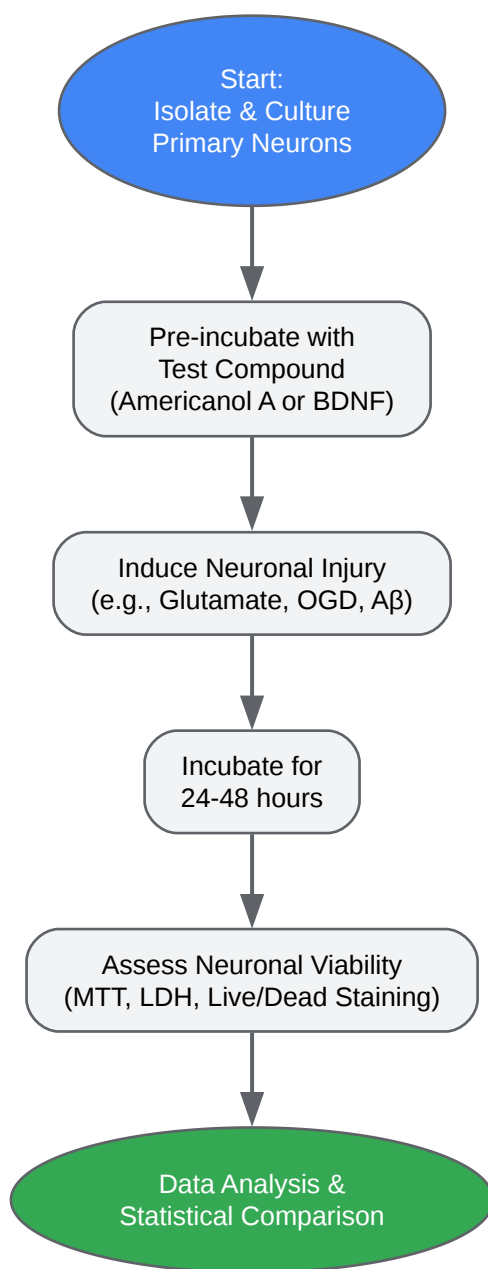 Start:
Isolate & Culture
Primary Neurons
Pre-incubate with
Test Compound
(Americanol A or BDNF)
Induce Neuronal Injury
(e.g., Glutamate, OGD, Aβ)
Incubate for
24-48 hours
Assess Neuronal Viability
(MTT, LDH, Live/Dead Staining)
Data Analysis &
Statistical Comparison